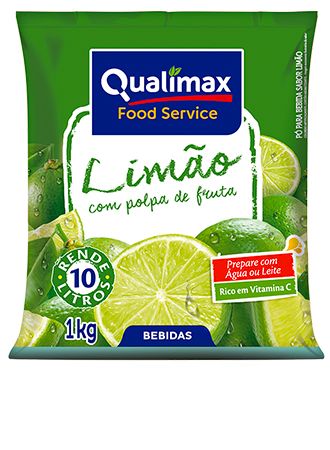 Qualimax
Food Service
PÓ PARA BEBIDA SABOR LIMÃO
Limão
com polpa de fruta
RENDE
10
LITROS
1kg
Prepare com
Água ou Leite
Rico em Vitamina C
BEBIDAS